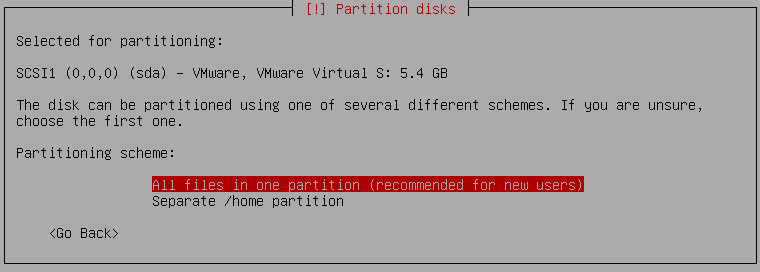 [!] Partition disks
Selected for partitioning:
SCSI1 (0,0,0) (sda) – VMware, VMware Virtual S: 5.4 GB
The disk can be partitioned using one of several different schemes. If you are unsure,
choose the first one.
Partitioning scheme:
All files in one partition (recommended for new users)
Separate /home partition
<Go Back>